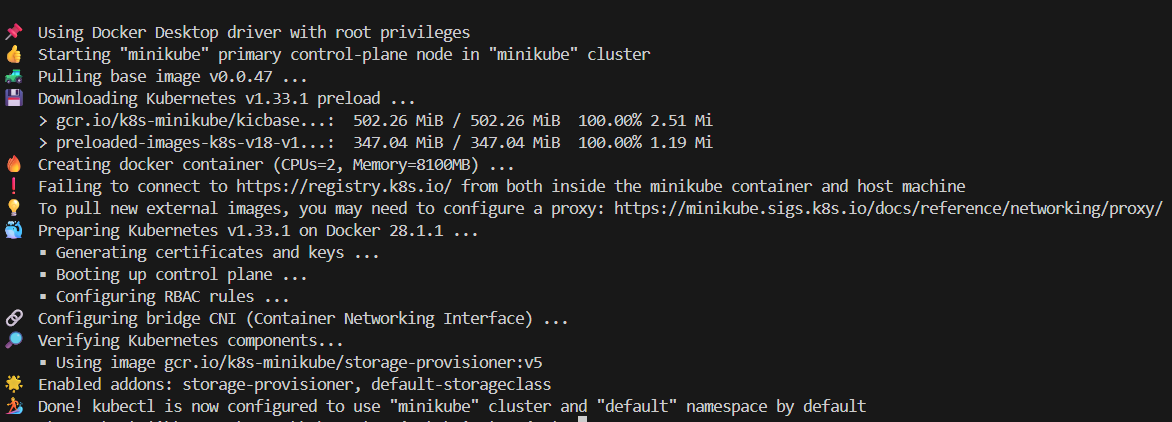 Using Docker Desktop driver with root privileges
Starting "minikube" primary control-plane node in "minikube" cluster
Pulling base image v0.0.47 ...
Downloading Kubernetes v1.33.1 preload ...
> gcr.io/k8s-minikube/kicbase...:  502.26 MiB / 502.26 MiB  100.00% 2.51 Mi
> preloaded-images-k8s-v18-v1...:  347.04 MiB / 347.04 MiB  100.00% 1.19 Mi
Creating docker container (CPUs=2, Memory=8100MB) ...
Failing to connect to https://registry.k8s.io/ from both inside the minikube container and host machine
To pull new external images, you may need to configure a proxy: https://minikube.sigs.k8s.io/docs/reference/networking/proxy/
Preparing Kubernetes v1.33.1 on Docker 28.1.1 ...
▪ Generating certificates and keys ...
▪ Booting up control plane ...
▪ Configuring RBAC rules ...
Configuring bridge CNI (Container Networking Interface) ...
Verifying Kubernetes components...
▪ Using image gcr.io/k8s-minikube/storage-provisioner:v5
Enabled addons: storage-provisioner, default-storageclass
Done! kubectl is now configured to use "minikube" cluster and "default" namespace by default